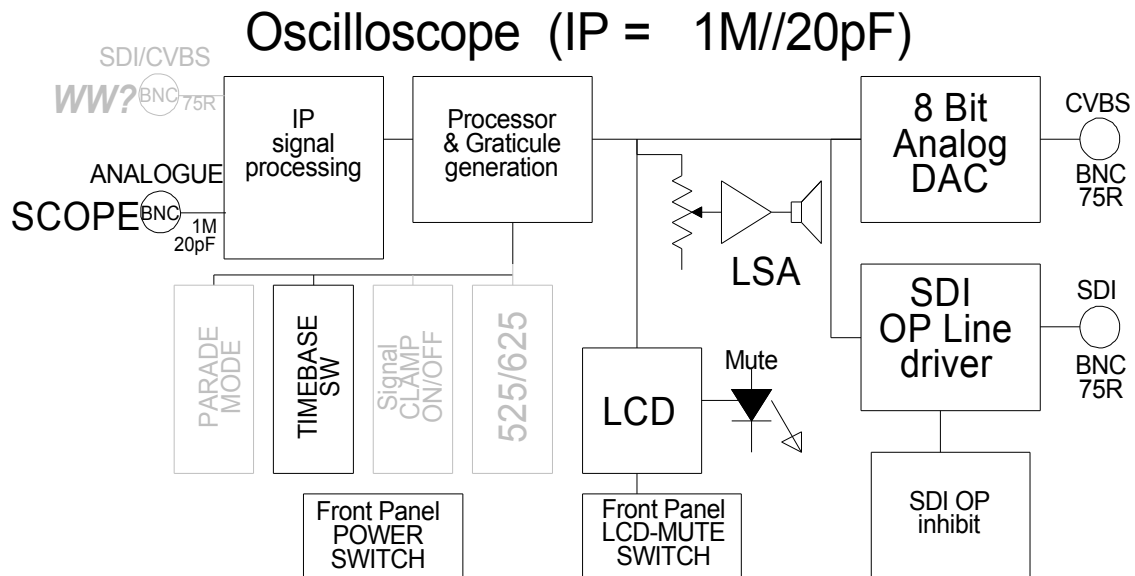 Oscilloscope (IP = 1M//20pF)
SDI/CVBS
WW?
BNC
75R
ANALOGUE
SCOPE
BNC
1M
20pF
IP
signal
processing
Processor
& Graticule
generation
8 Bit
Analog
DAC
CVBS
BNC
75R
LSA
SDI
OP Line
driver
SDI
BNC
75R
PARADE
MODE
TIMEBASE
SW
Signal
CLAMP
ON/OFF
525/625
LCD
Mute
Front Panel
POWER
SWITCH
Front Panel
LCD-MUTE
SWITCH
SDI OP
inhibit